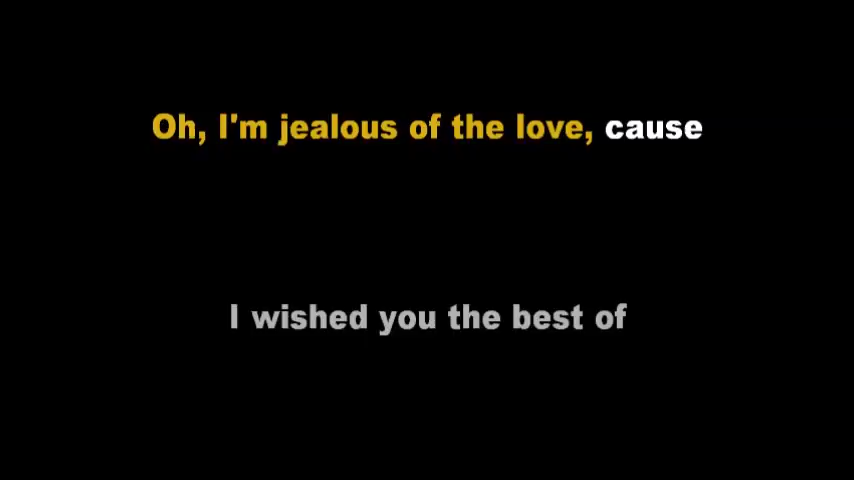 Oh, I'm jealous of the love, cause
I wished you the best of